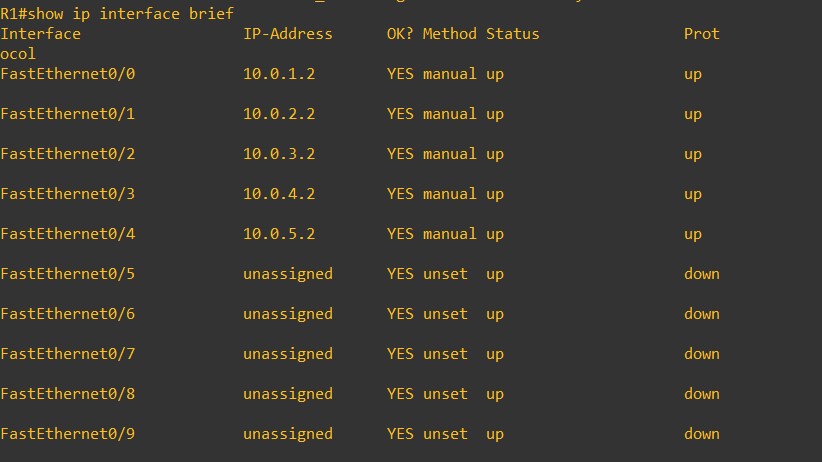 R1#show ip interface brief
Interface                  IP-Address      OK? Method Status                Prot
ocol
FastEthernet0/0            10.0.1.2        YES manual up                    up
FastEthernet0/1            10.0.2.2        YES manual up                    up
FastEthernet0/2            10.0.3.2        YES manual up                    up
FastEthernet0/3            10.0.4.2        YES manual up                    up
FastEthernet0/4            10.0.5.2        YES manual up                    up
FastEthernet0/5            unassigned      YES unset  up                    down
FastEthernet0/6            unassigned      YES unset  up                    down
FastEthernet0/7            unassigned      YES unset  up                    down
FastEthernet0/8            unassigned      YES unset  up                    down
FastEthernet0/9            unassigned      YES unset  up                    down